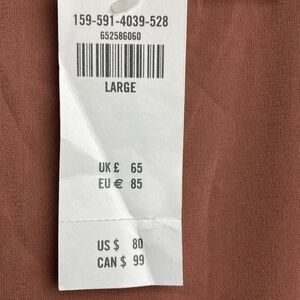 159-591-4039-528
652586060
LARGE
UK £ 65
EU € 85
US $ 80
CAN $ 99